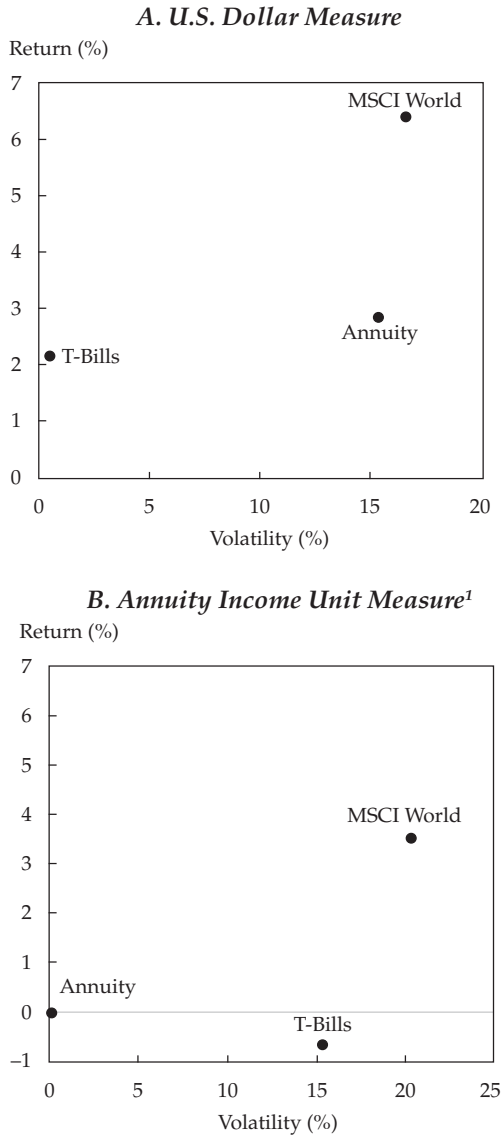 A. U.S. Dollar Measure
Return (%)
7
MSCI World
6
5
4
3
Annuity
T-Bills
2
1
0
0 5 10 15 20
Volatility (%)
B. Annuity Income Unit Measure¹
Return (%)
7
6
5
4
MSCI World
3
2
1
Annuity
0
T-Bills
–1
0 5 10 15 20 25
Volatility (%)